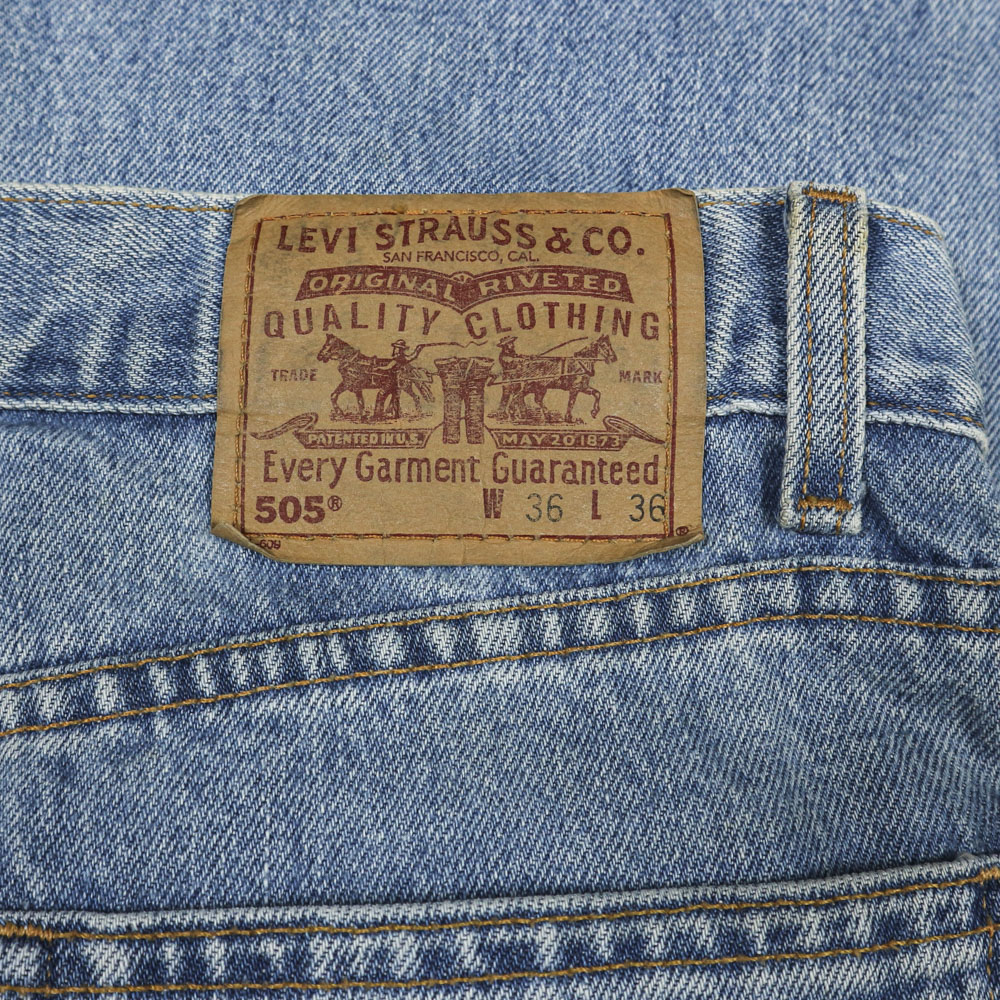 LEVI STRAUSS & CO.
SAN FRANCISCO, CAL.
ORIGINAL RIVETED
QUALITY CLOTHING
TRADE MARK
PATENTED IN U.S. MAY 20 1873
Every Garment Guaranteed
505® W 36 L 36
®